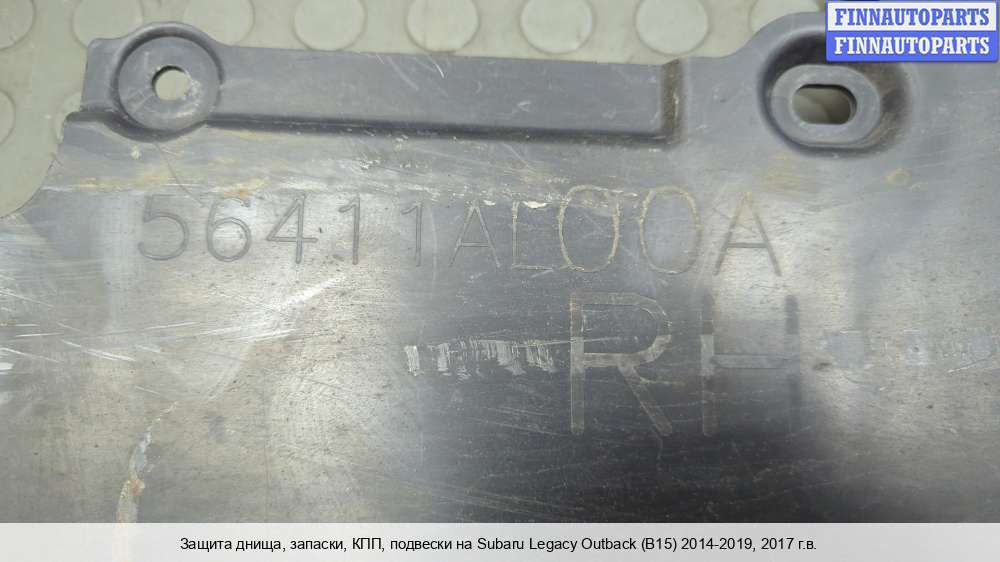 FINNAUTOPARTS
FINNAUTOPARTS
56411AL00A
RH
Защита днища, запаски, КПП, подвески на Subaru Legacy Outback (B15) 2014-2019, 2017 г.в.